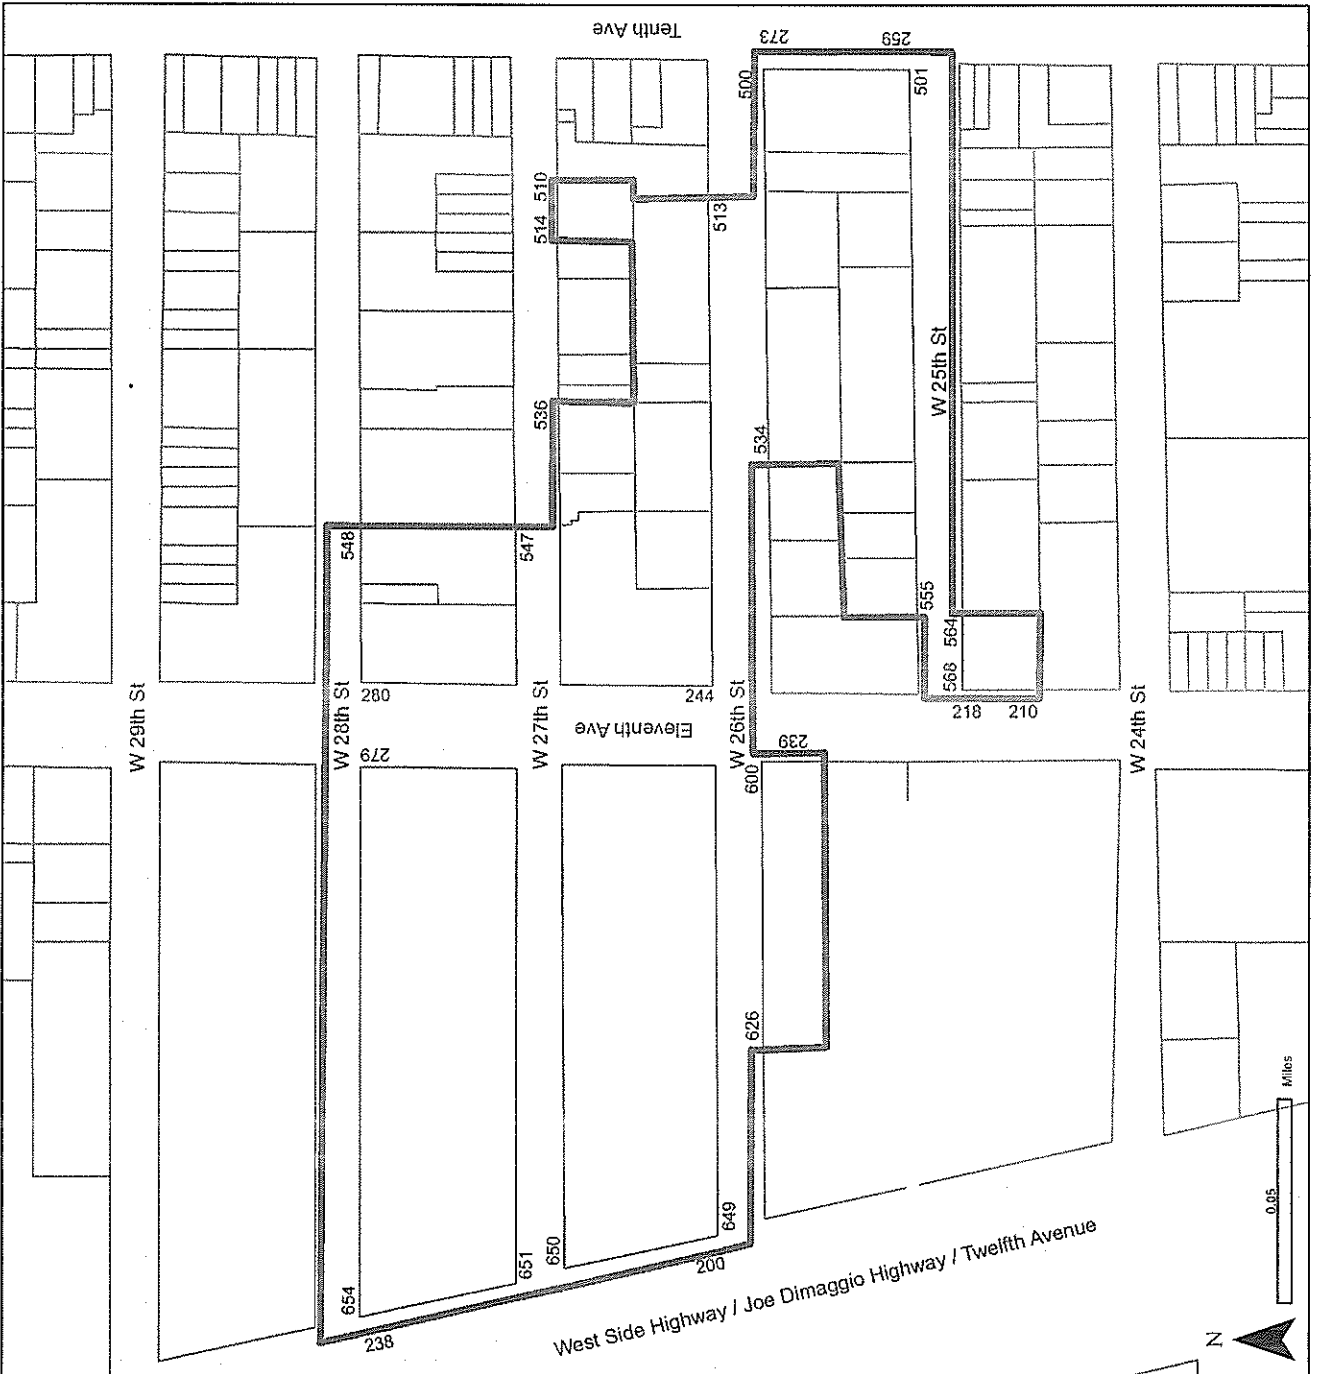 Tenth Ave
273
259
500
501
510
514
513
W 25th St
536
534
548
547
555
564
568
218
210
W 29th St
W 28th St
280
W 27th St
244
W 26th St
Eleventh Ave
W 24th St
279
239
600
626
654
651
650
649
238
200
West Side Highway / Joe Dimaggio Highway / Twelfth Avenue
0.05
Miles
N